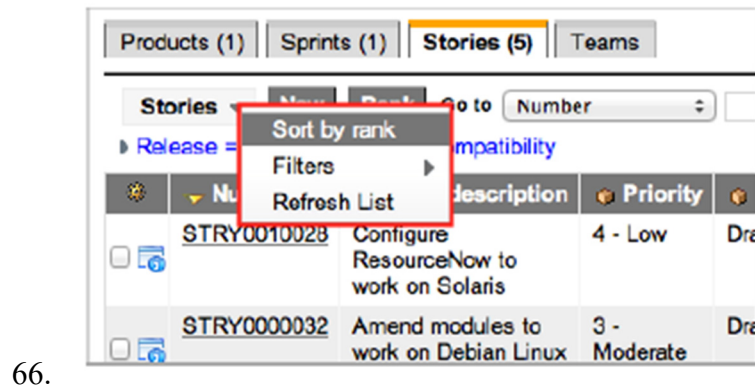 Products (1) Sprints (1) Stories (5) Teams
Stories New Rank Go to Number
Sort by rank
Release = mpatibility
Filters
Nu description Priority
Refresh List
STRY0010028 Configure 4 - Low Dra
ResourceNow to
work on Solaris
STRY0000032 Amend modules to 3 - Dra
work on Debian Linux Moderate
66.